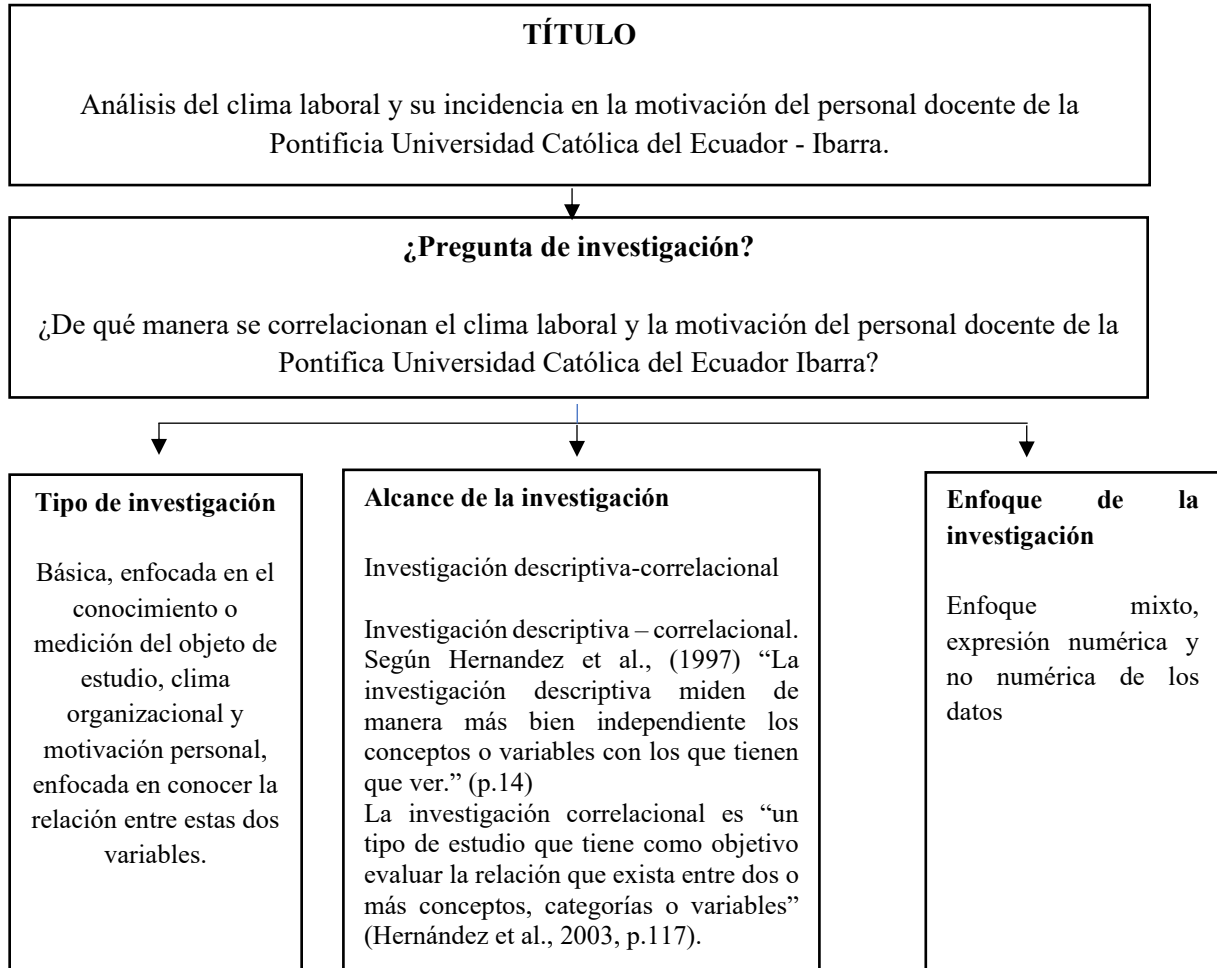 TÍTULO
Análisis del clima laboral y su incidencia en la motivación del personal docente de la
Pontificia Universidad Católica del Ecuador - Ibarra.
¿Pregunta de investigación?
¿De qué manera se correlacionan el clima laboral y la motivación del personal docente de la
Pontifica Universidad Católica del Ecuador Ibarra?
Tipo de investigación
Básica, enfocada en el
conocimiento o
medición del objeto de
estudio, clima
organizacional y
motivación personal,
enfocada en conocer la
relación entre estas dos
variables.
Alcance de la investigación
Investigación descriptiva-correlacional
Investigación descriptiva – correlacional.
Según Hernandez et al., (1997) “La
investigación descriptiva miden de
manera más bien independiente los
conceptos o variables con los que tienen
que ver.” (p.14)
La investigación correlacional es “un
tipo de estudio que tiene como objetivo
evaluar la relación que exista entre dos o
más conceptos, categorías o variables”
(Hernández et al., 2003, p.117).
Enfoque de la
investigación
Enfoque mixto,
expresión numérica y
no numérica de los
datos